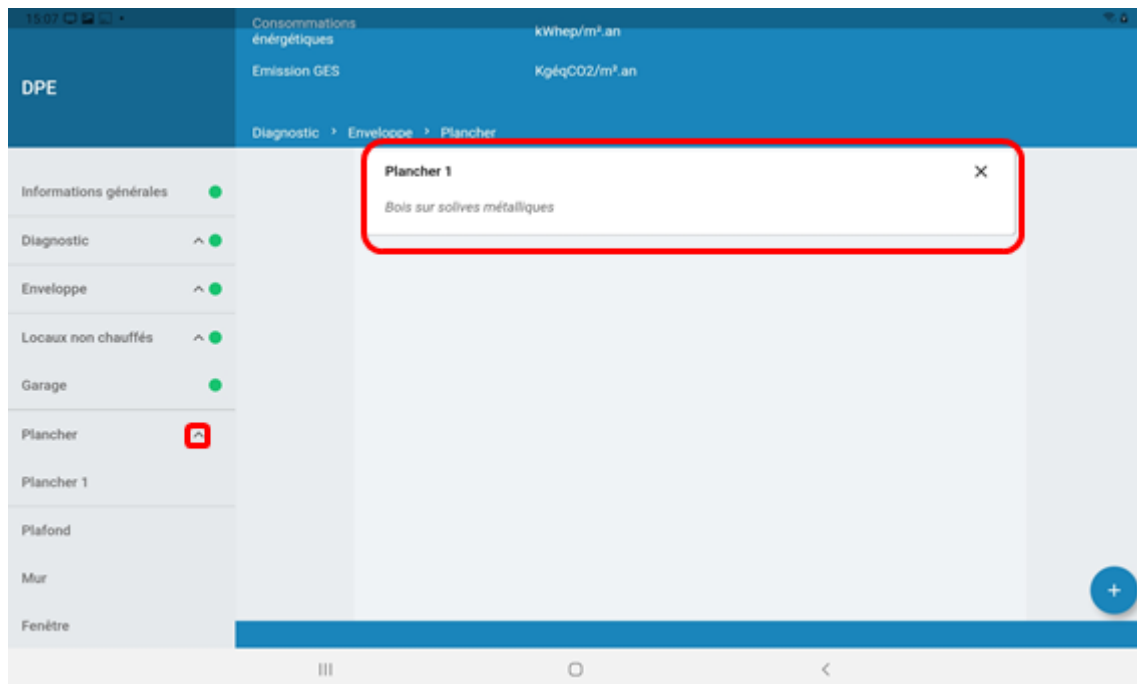 15:07
Consommations
énérgétiques
kWhep/m².an
Emission GES
KgéqCO2/m².an
DPE
Diagnostic > Enveloppe > Plancher
Informations générales
Diagnostic
Enveloppe
Locaux non chauffés
Garage
Plancher
Plancher 1
Plafond
Mur
Fenêtre
Plancher 1
Bois sur solives métalliques